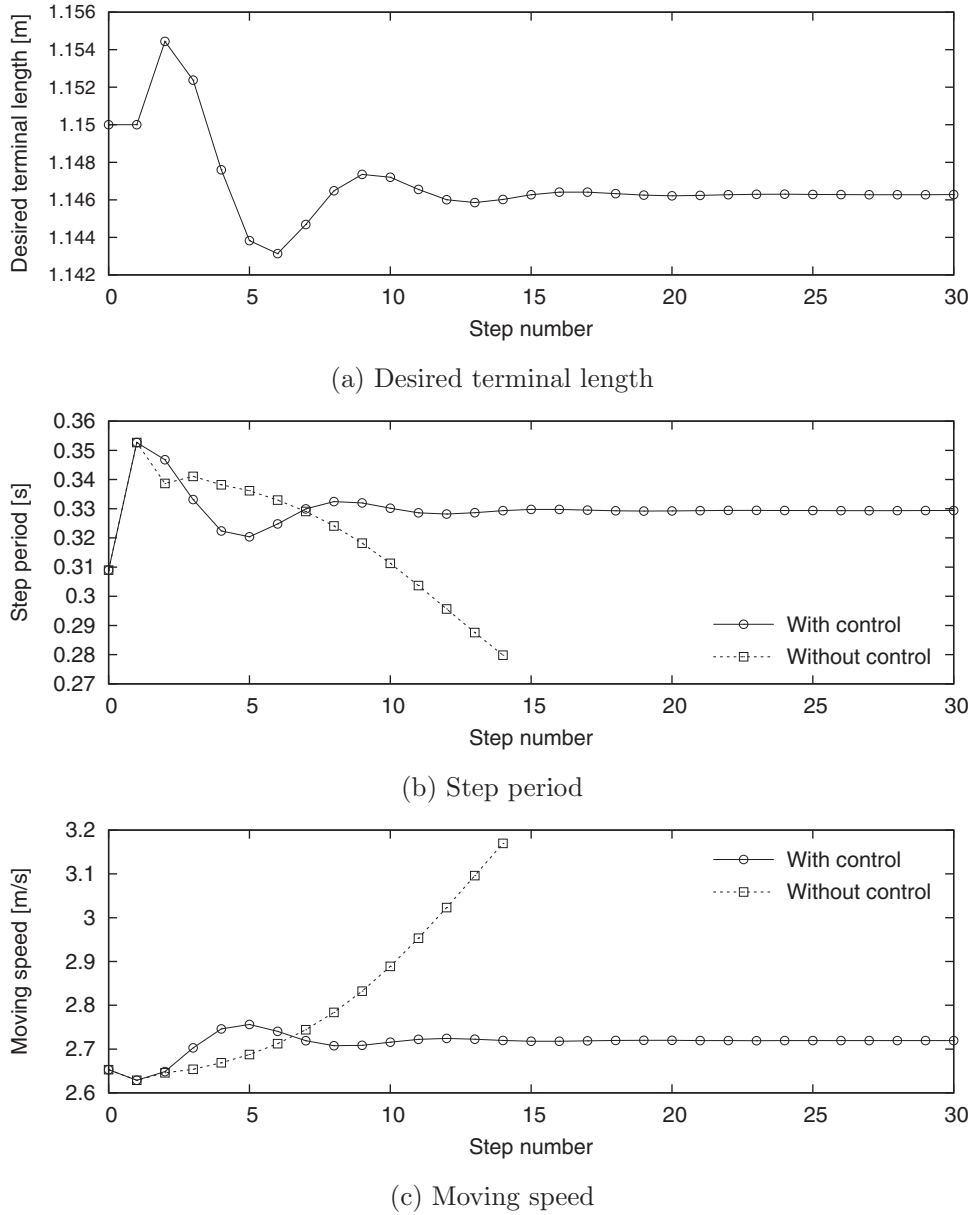 1.156
1.154
1.152
1.15
1.148
1.146
1.144
1.142
Desired terminal length [m]
0 5 10 15 20 25 30
Step number
(a) Desired terminal length
0.36
0.35
0.34
0.33
0.32
0.31
0.3
0.29
0.28
0.27
Step period [s]
With control
Without control
0 5 10 15 20 25 30
Step number
(b) Step period
3.2
3.1
3
2.9
2.8
2.7
2.6
Moving speed [m/s]
With control
Without control
0 5 10 15 20 25 30
Step number
(c) Moving speed